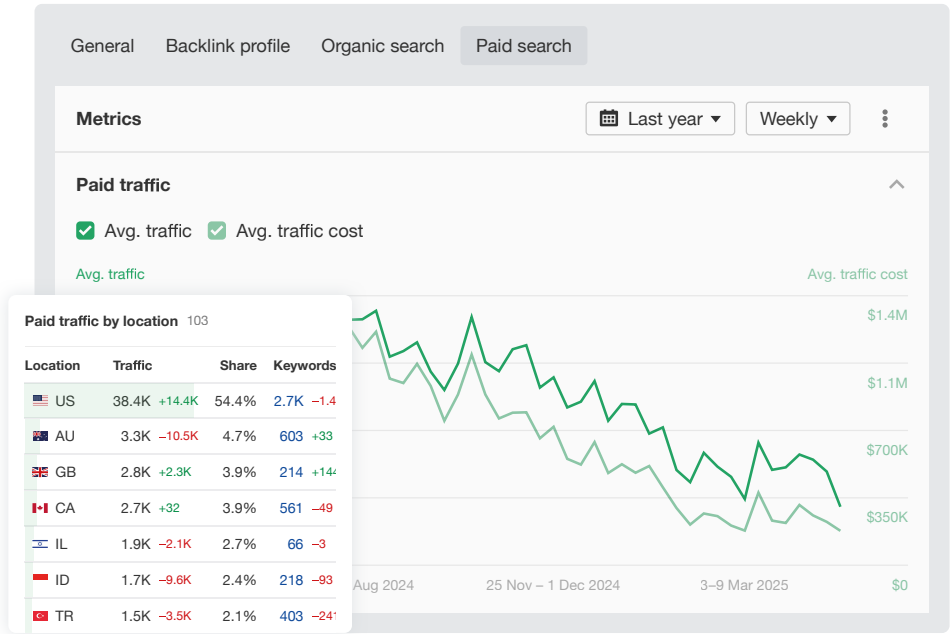 General Backlink profile Organic search Paid search
Metrics Last year Weekly
Paid traffic
Avg. traffic Avg. traffic cost
Avg. traffic Avg. traffic cost
$1.4M
$1.1M
$700K
$350K
$0
Aug 2024 25 Nov – 1 Dec 2024 3–9 Mar 2025
Paid traffic by location 103
Location Traffic Share Keywords
US 38.4K +14.4K 54.4% 2.7K –1.4
AU 3.3K –10.5K 4.7% 603 +33
GB 2.8K +2.3K 3.9% 214 +144
CA 2.7K +32 3.9% 561 –49
IL 1.9K –2.1K 2.7% 66 –3
ID 1.7K –9.6K 2.4% 218 –93
TR 1.5K –3.5K 2.1% 403 –241